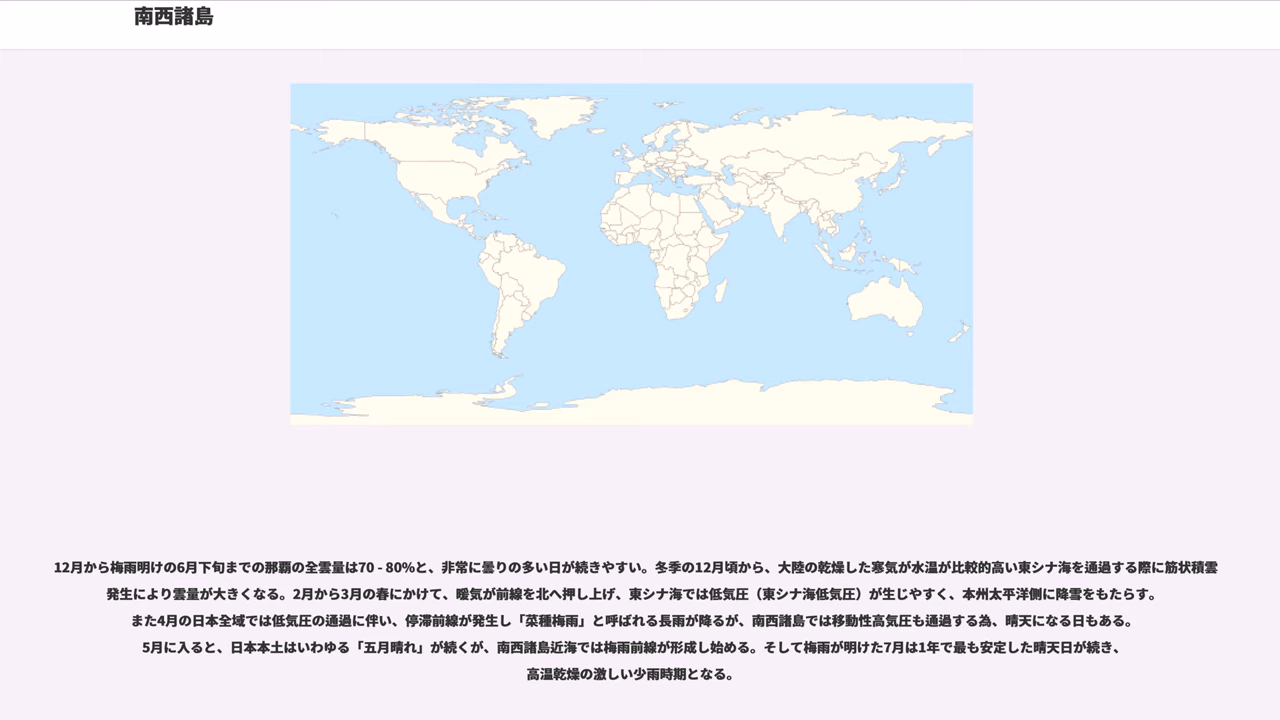 南西諸島
12月から梅雨明けの6月下旬までの那覇の全雲量は70 - 80%と、非常に曇りの多い日が続きやすい。冬季の12月頃から、大陸の乾燥した寒気が水温が比較的高い東シナ海を通過する際に筋状積雲
発生により雲量が大きくなる。2月から3月の春にかけて、暖気が前線を北へ押し上げ、東シナ海では低気圧（東シナ海低気圧）が生じやすく、本州太平洋側に降雪をもたらす。
また4月の日本全域では低気圧の通過に伴い、停滞前線が発生し「菜種梅雨」と呼ばれる長雨が降るが、南西諸島では移動性高気圧も通過する為、晴天になる日もある。
5月に入ると、日本本土はいわゆる「五月晴れ」が続くが、南西諸島近海では梅雨前線が形成し始める。そして梅雨が明けた7月は1年で最も安定した晴天日が続き、
高温乾燥の激しい少雨時期となる。